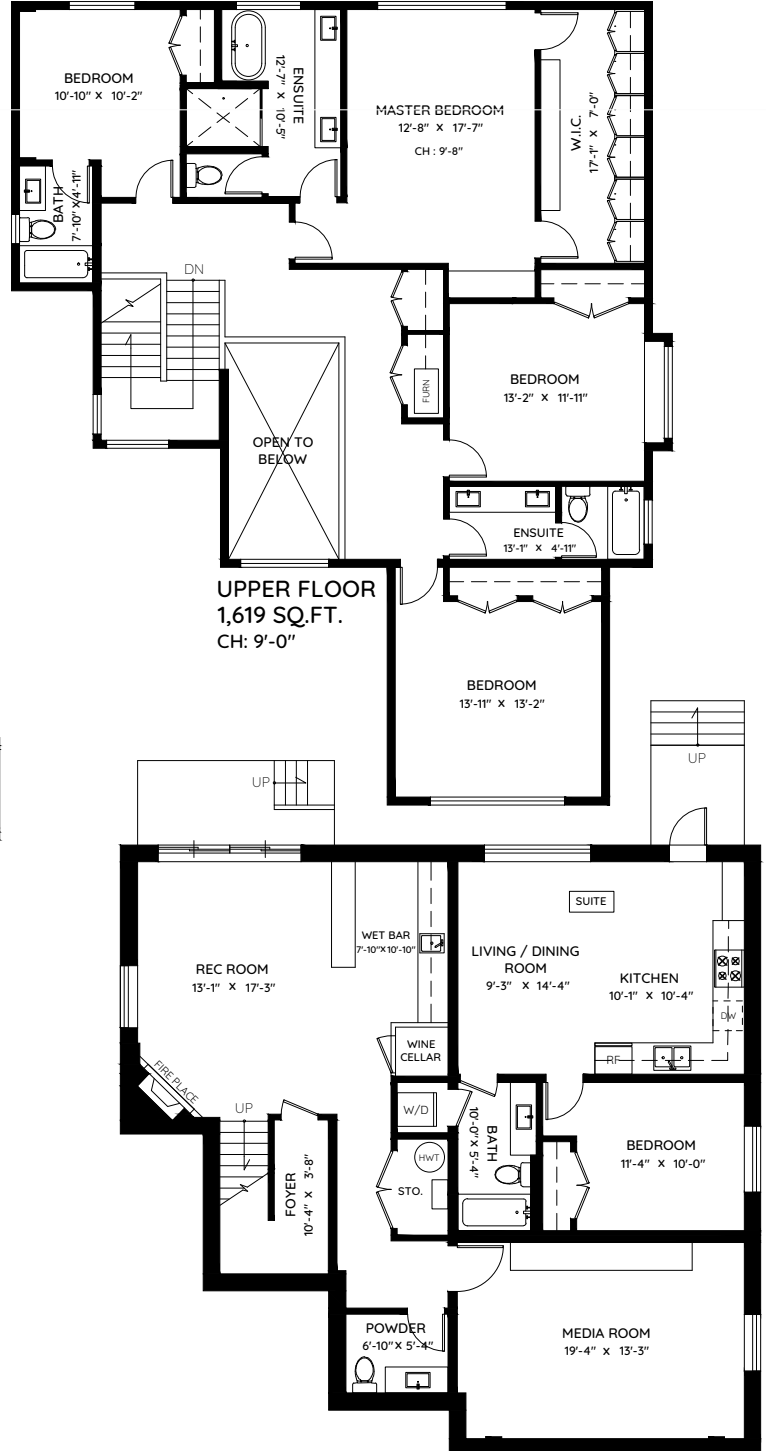 BEDROOM
10'-10" X 10'-2"
ENSUITE
12'-7" X 10'-5"
MASTER BEDROOM
12'-8" X 17'-7"
CH : 9'-8"
W.I.C.
17'-1" X 7'-0"
BATH
7'-10" X 4'-11"
DN
FURN
BEDROOM
13'-2" X 11'-11"
OPEN TO
BELOW
ENSUITE
13'-1" X 4'-11"
UPPER FLOOR
1,619 SQ.FT.
CH: 9'-0"
BEDROOM
13'-11" X 13'-2"
UP
UP
SUITE
WET BAR
7'-10"X10'-10"
REC ROOM
13'-1" X 17'-3"
LIVING / DINING
ROOM
9'-3" X 14'-4"
KITCHEN
10'-1" X 10'-4"
DW
WINE
CELLAR
RF
FIRE PLACE
UP
W/D
BATH
10'-0" X 5'-4"
BEDROOM
11'-4" X 10'-0"
HWT
STO.
FOYER
10'-4" X 3'-8"
POWDER
6'-10" X 5'-4"
MEDIA ROOM
19'-4" X 13'-3"